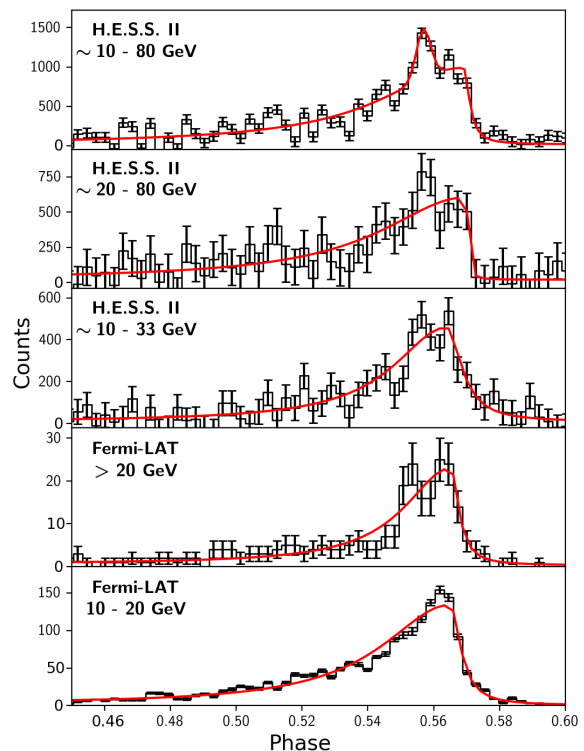 H.E.S.S. II
∼ 10 - 80 GeV
1500
1000
500
0
H.E.S.S. II
∼ 20 - 80 GeV
750
500
250
0
H.E.S.S. II
∼ 10 - 33 GeV
600
400
200
0
Counts
Fermi-LAT
> 20 GeV
30
20
10
0
Fermi-LAT
10 - 20 GeV
150
100
50
0
0.46 0.48 0.50 0.52 0.54 0.56 0.58 0.60
Phase